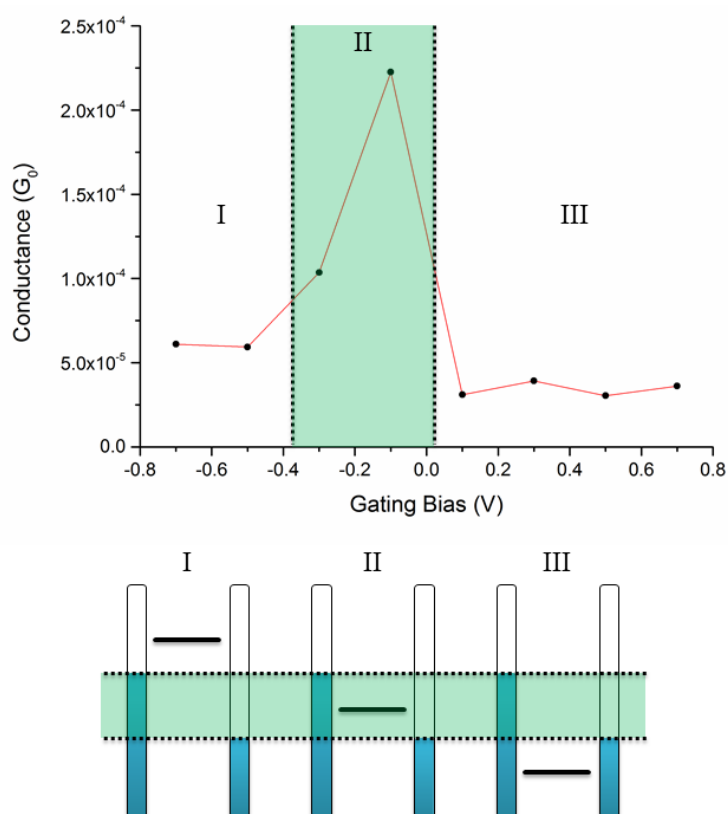 2.5x10⁻⁴
II
2.0x10⁻⁴
1.5x10⁻⁴
I
III
1.0x10⁻⁴
5.0x10⁻⁵
0.0
Conductance (G₀)
-0.8 -0.6 -0.4 -0.2 0.0 0.2 0.4 0.6 0.8
Gating Bias (V)
I II III